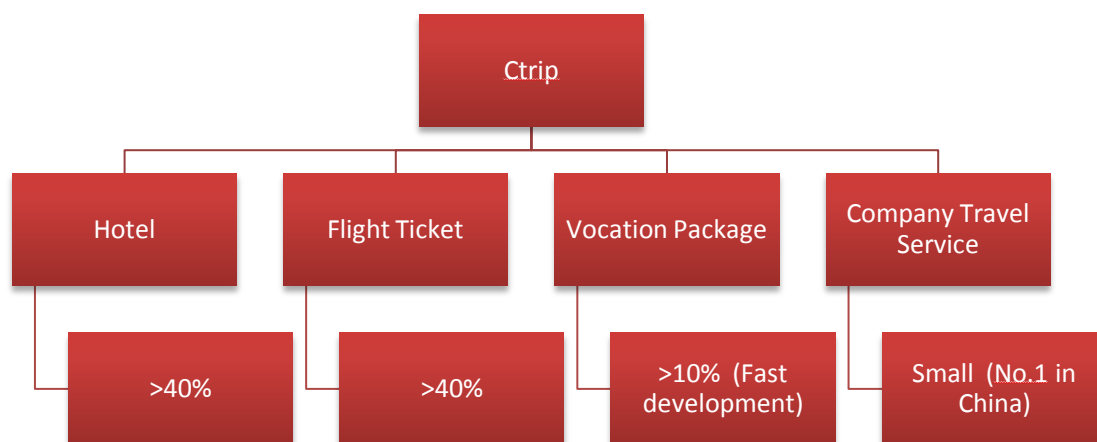 Ctrip
Hotel
Flight Ticket
Vocation Package
Company Travel
Service
>40%
>40%
>10% (Fast
development)
Small (No.1 in
China)